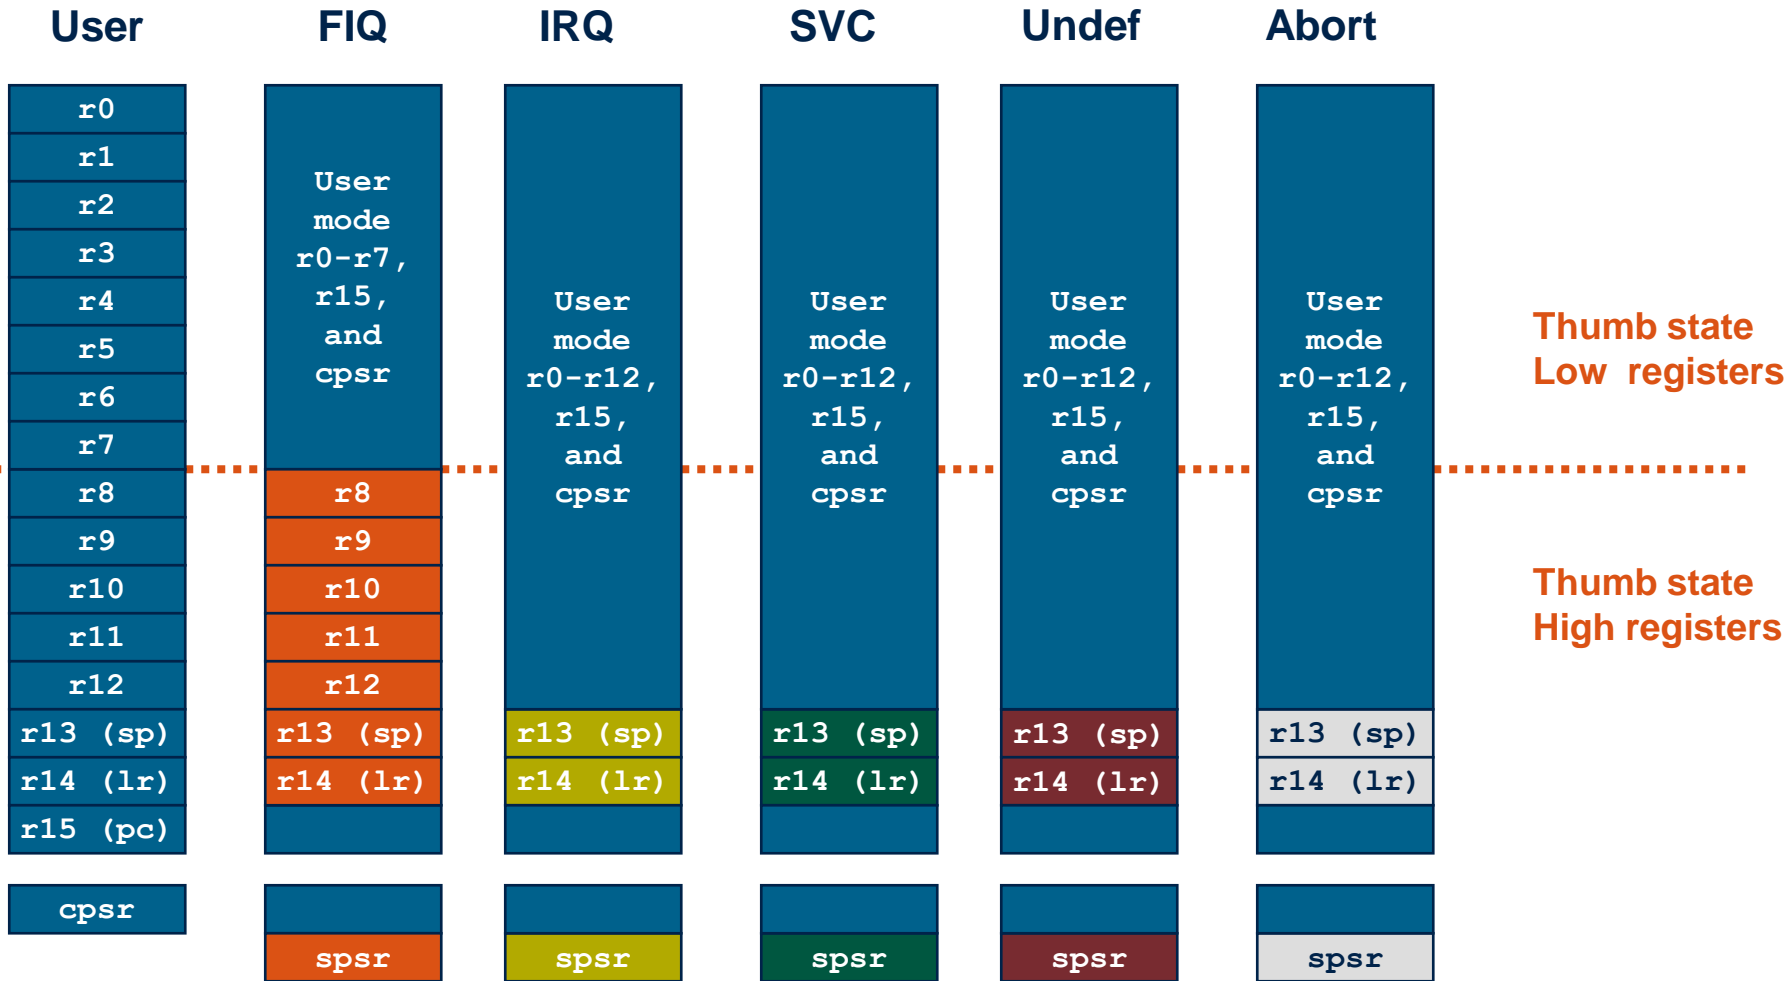 User
FIQ
IRQ
SVC
Undef
Abort
r0
r1
r2
r3
r4
r5
r6
r7
r8
r9
r10
r11
r12
r13 (sp)
r14 (lr)
r15 (pc)
cpsr
User
mode
r0-r7,
r15,
and
cpsr
r8
r9
r10
r11
r12
r13 (sp)
r14 (lr)
spsr
User
mode
r0-r12,
r15,
and
cpsr
r13 (sp)
r14 (lr)
spsr
User
mode
r0-r12,
r15,
and
cpsr
r13 (sp)
r14 (lr)
spsr
User
mode
r0-r12,
r15,
and
cpsr
r13 (sp)
r14 (lr)
spsr
User
mode
r0-r12,
r15,
and
cpsr
r13 (sp)
r14 (lr)
spsr
Thumb state
Low registers
Thumb state
High registers